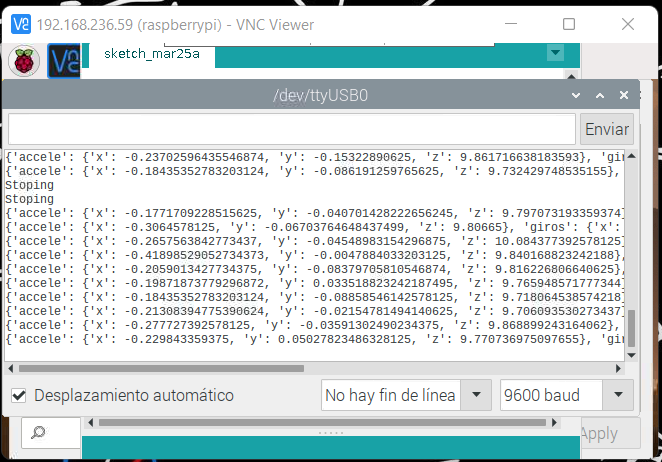 192.168.236.59 (raspberrypi) - VNC Viewer
sketch_mar25a
/dev/ttyUSB0
Enviar
{'accele': {'x': -0.23702596435546874, 'y': -0.15322890625, 'z': 9.861716638183593}, 'gir
{'accele': {'x': -0.18435352783203124, 'y': -0.086191259765625, 'z': 9.732429748535155},
Stoping
Stoping
{'accele': {'x': -0.1771709228515625, 'y': -0.040701428222656245, 'z': 9.797073193359374}
{'accele': {'x': -0.3064578125, 'y': -0.06703764648437499, 'z': 9.80665}, 'giros': {'x':
{'accele': {'x': -0.2657563842773437, 'y': -0.04548983154296875, 'z': 10.084377392578125}
{'accele': {'x': -0.41898529052734373, 'y': -0.0047884033203125, 'z': 9.840168823242188},
{'accele': {'x': -0.2059013427734375, 'y': -0.08379705810546874, 'z': 9.816226806640625},
{'accele': {'x': -0.19871873779296872, 'y': 0.033518823242187495, 'z': 9.765948571777344}
{'accele': {'x': -0.18435352783203124, 'y': -0.08858546142578125, 'z': 9.718064538574218}
{'accele': {'x': -0.21308394775390624, 'y': -0.02154781494140625, 'z': 9.706093530273437}
{'accele': {'x': -0.277727392578125, 'y': -0.03591302490234375, 'z': 9.868899243164062},
{'accele': {'x': -0.229843359375, 'y': 0.05027823486328125, 'z': 9.770736975097655}, 'gir
Desplazamiento automático
No hay fin de línea
9600 baud
Apply